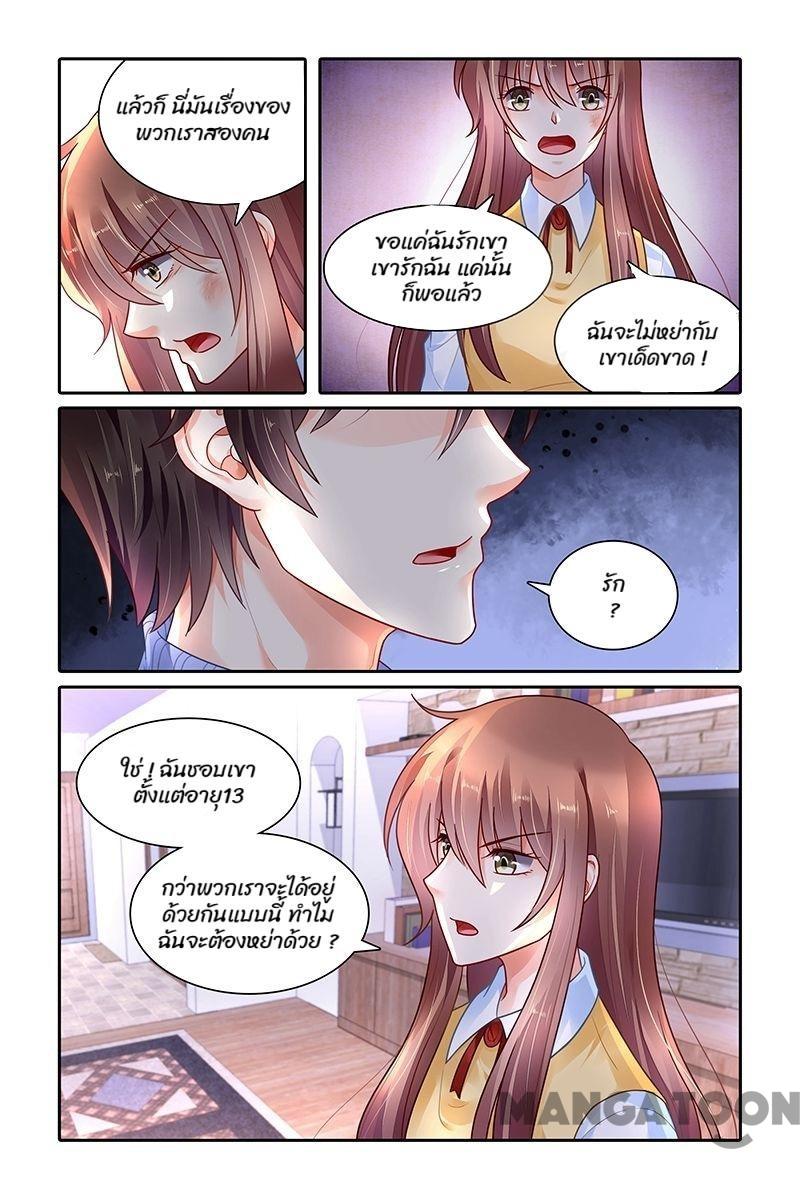 แล้วก็ นี่มันเรื่องของ
พวกเราสองคน
ขอแค่ฉันรักเขา
เขารักฉัน แค่นั้น
ก็พอแล้ว
ฉันจะไม่หย่ากับ
เขาเด็ดขาด !
รัก
?
ใช่ ! ฉันชอบเขา
ตั้งแต่อายุ13
กว่าพวกเราจะได้อยู่
ด้วยกันแบบนี้ ทำไม
ฉันจะต้องหย่าด้วย ?
MANGATOON